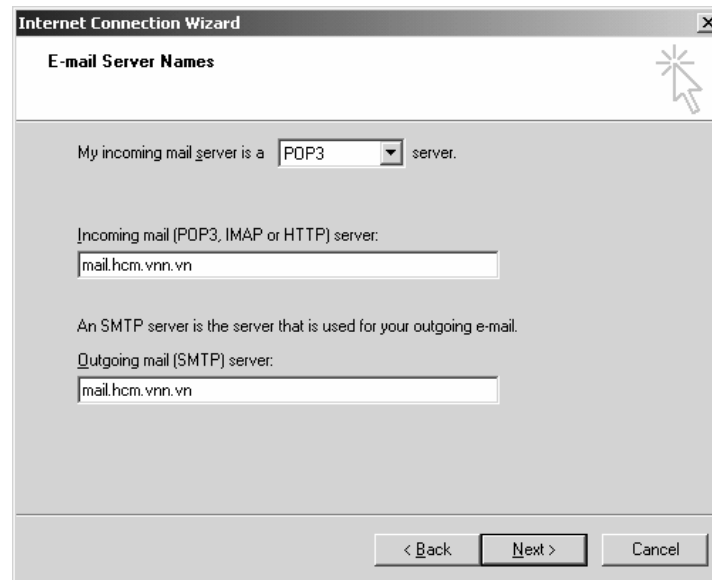 Internet Connection Wizard
E-mail Server Names
My incoming mail server is a POP3 server.
Incoming mail (POP3, IMAP or HTTP) server:
mail.hcm.vnn.vn
An SMTP server is the server that is used for your outgoing e-mail.
Outgoing mail (SMTP) server:
mail.hcm.vnn.vn
< Back Next > Cancel